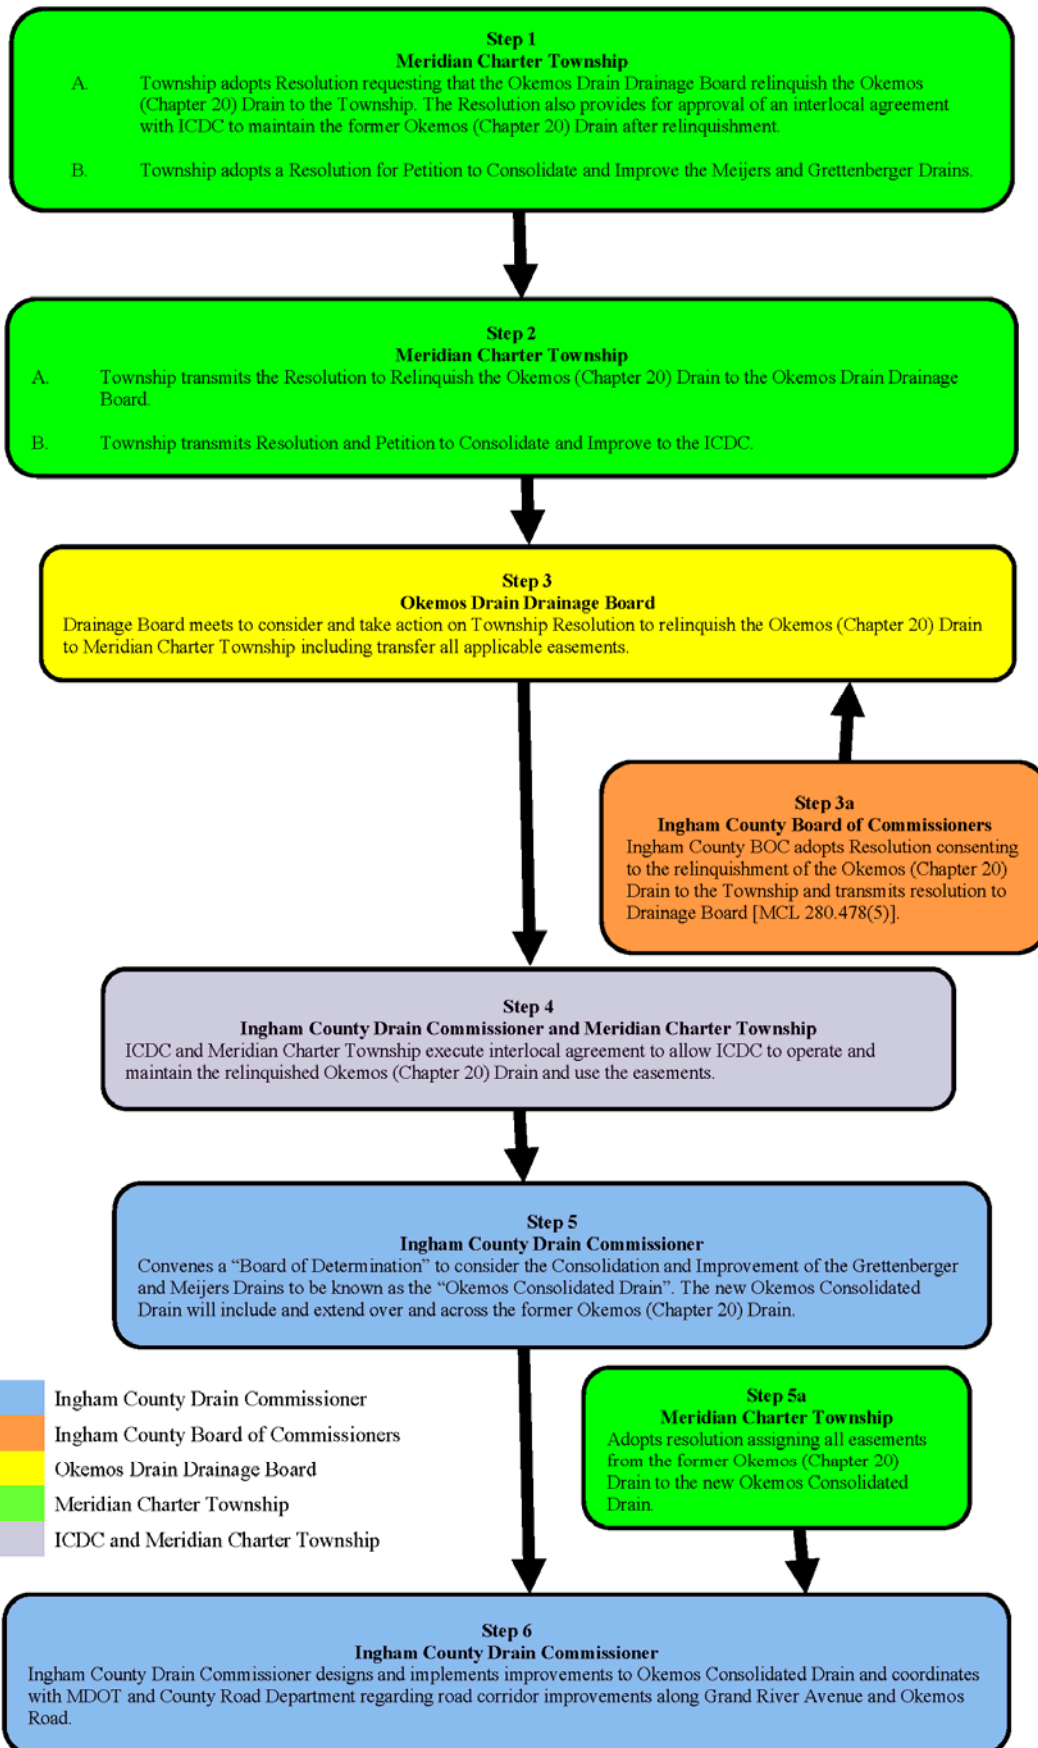 Step 1
Meridian Charter Township
A. Township adopts Resolution requesting that the Okemos Drain Drainage Board relinquish the Okemos
(Chapter 20) Drain to the Township. The Resolution also provides for approval of an interlocal agreement
with ICDC to maintain the former Okemos (Chapter 20) Drain after relinquishment.
B. Township adopts a Resolution for Petition to Consolidate and Improve the Meijers and Grettenberger Drains.
Step 2
Meridian Charter Township
A. Township transmits the Resolution to Relinquish the Okemos (Chapter 20) Drain to the Okemos Drain Drainage
Board.
B. Township transmits Resolution and Petition to Consolidate and Improve to the ICDC.
Step 3
Okemos Drain Drainage Board
Drainage Board meets to consider and take action on Township Resolution to relinquish the Okemos (Chapter 20) Drain
to Meridian Charter Township including transfer all applicable easements.
Step 3a
Ingham County Board of Commissioners
Ingham County BOC adopts Resolution consenting
to the relinquishment of the Okemos (Chapter 20)
Drain to the Township and transmits resolution to
Drainage Board [MCL 280.478(5)].
Step 4
Ingham County Drain Commissioner and Meridian Charter Township
ICDC and Meridian Charter Township execute interlocal agreement to allow ICDC to operate and
maintain the relinquished Okemos (Chapter 20) Drain and use the easements.
Step 5
Ingham County Drain Commissioner
Convenes a “Board of Determination” to consider the Consolidation and Improvement of the Grettenberger
and Meijers Drains to be known as the “Okemos Consolidated Drain”. The new Okemos Consolidated
Drain will include and extend over and across the former Okemos (Chapter 20) Drain.
Ingham County Drain Commissioner
Ingham County Board of Commissioners
Okemos Drain Drainage Board
Meridian Charter Township
ICDC and Meridian Charter Township
Step 5a
Meridian Charter Township
Adopts resolution assigning all easements
from the former Okemos (Chapter 20)
Drain to the new Okemos Consolidated
Drain.
Step 6
Ingham County Drain Commissioner
Ingham County Drain Commissioner designs and implements improvements to Okemos Consolidated Drain and coordinates
with MDOT and County Road Department regarding road corridor improvements along Grand River Avenue and Okemos
Road.